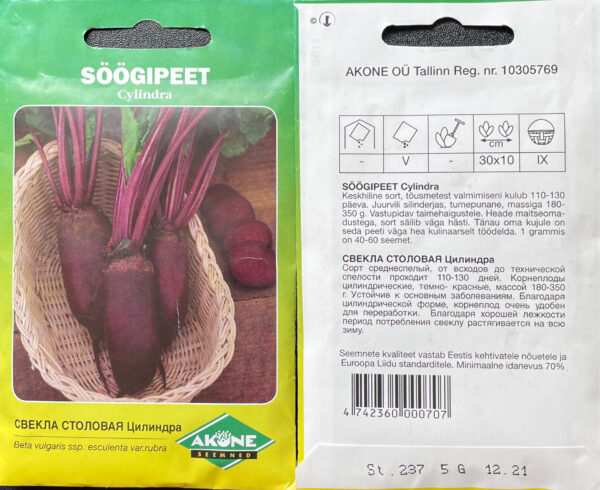 SÖÖGIPEET
Cylindra
СВЕКЛА СТОЛОВАЯ Цилиндра
Beta vulgaris ssp. esculenta var.rubra
AKONE
SEEMNED
AKONE OÜ Tallinn Reg. nr. 10305769
cm
- V - 30x10 IX
SÖÖGIPEET Cylindra
Keskhiline sort, tõusmetest valmimiseni kulub 110-130
päeva. Juurvili silinderjas, tumepunane, massiga 180-
350 g. Vastupidav taimehaigustele. Heade maitseoma-
dustega, sort säilib väga hästi. Tänau oma kujule on
seda peeti väga hea kulinaarselt töödelda. 1 grammis
on 40-60 seemet.
СВЕКЛА СТОЛОВАЯ Цилиндра
Сорт среднеспелый, от всходов до технической
спелости проходит 110-130 дней. Корнеплоды
цилиндрические, темно- красные, массой 180-350
г. Устойчив к основным заболеваниям. Благодаря
цилиндрической форме, корнеплод очень удобен
для переработки. Благодаря хорошей лежкости
период потребления свеклу растягивается на всю
зиму.
Seemnete kvaliteet vastab Eestis kehtivatele nõuetele ja
Euroopa Liidu standarditele. Minimaalne idanevus 70%
4 742360 000707
St. 237 5 G 12.21